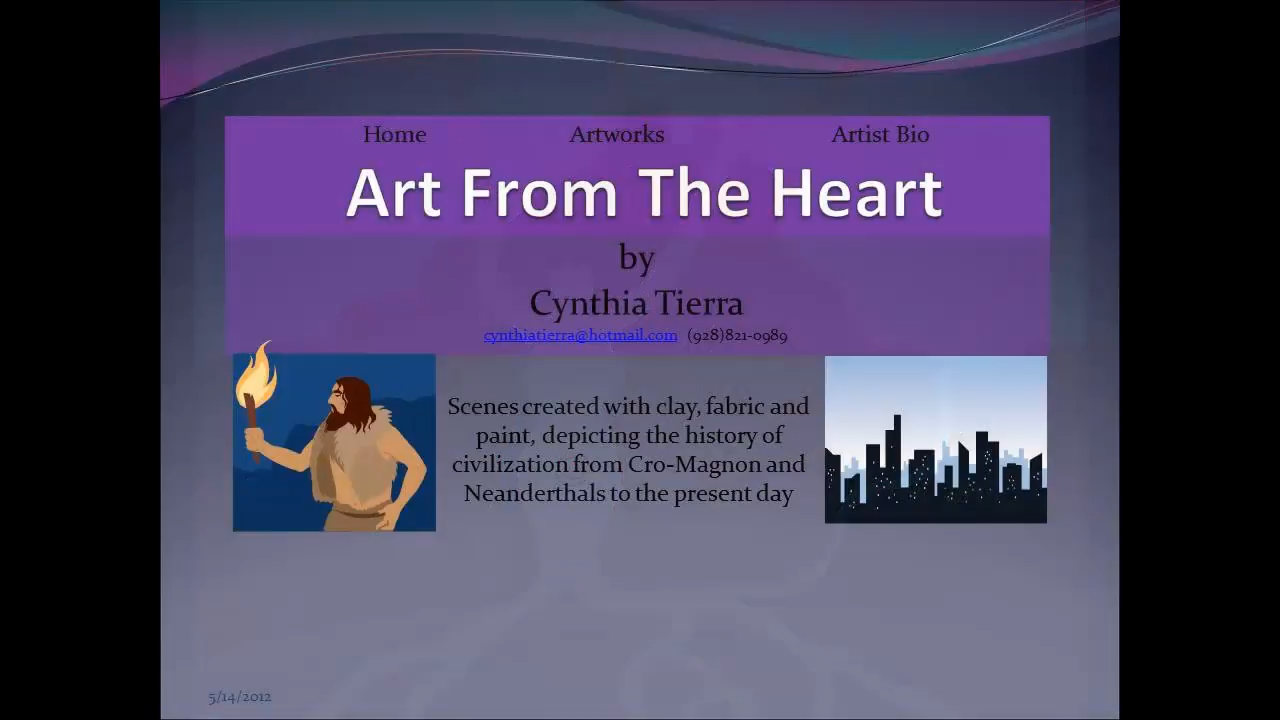 Home Artworks Artist Bio
Art From The Heart
by
Cynthia Tierra
cynthiatierra@hotmail.com (928)821-0989
Scenes created with clay, fabric and
paint, depicting the history of
civilization from Cro-Magnon and
Neanderthals to the present day
5/14/2012